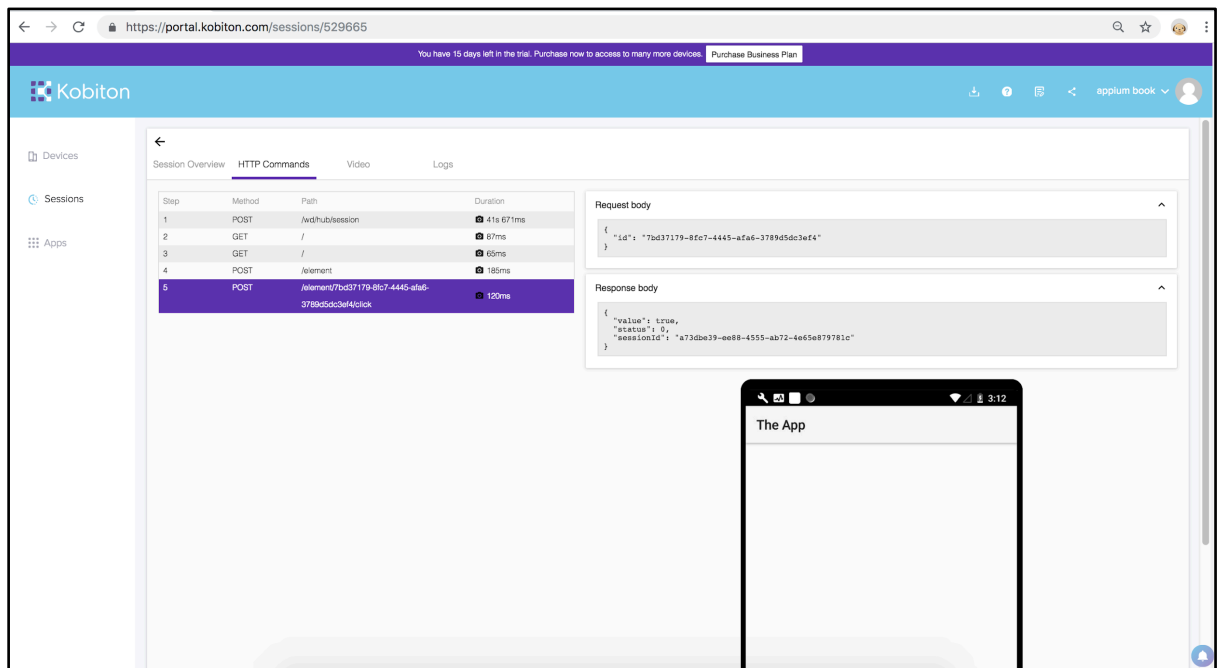 https://portal.kobiton.com/sessions/529665
You have 15 days left in the trial. Purchase now to access to many more devices. Purchase Business Plan
Kobiton
appium book
Devices
Sessions
Apps
Session Overview HTTP Commands Video Logs
Step Method Path Duration
1 POST /wd/hub/session 41s 671ms
2 GET / 87ms
3 GET / 65ms
4 POST /element 185ms
5 POST /element/7bd37179-8fc7-4445-afa6-
3789d5dc3ef4/click 120ms
Request body
{
"id": "7bd37179-8fc7-4445-afa6-3789d5dc3ef4"
}
Response body
{
"value": true,
"status": 0,
"sessionId": "a73dbe39-ee88-4555-ab72-4e65e879781c"
}
3:12
The App